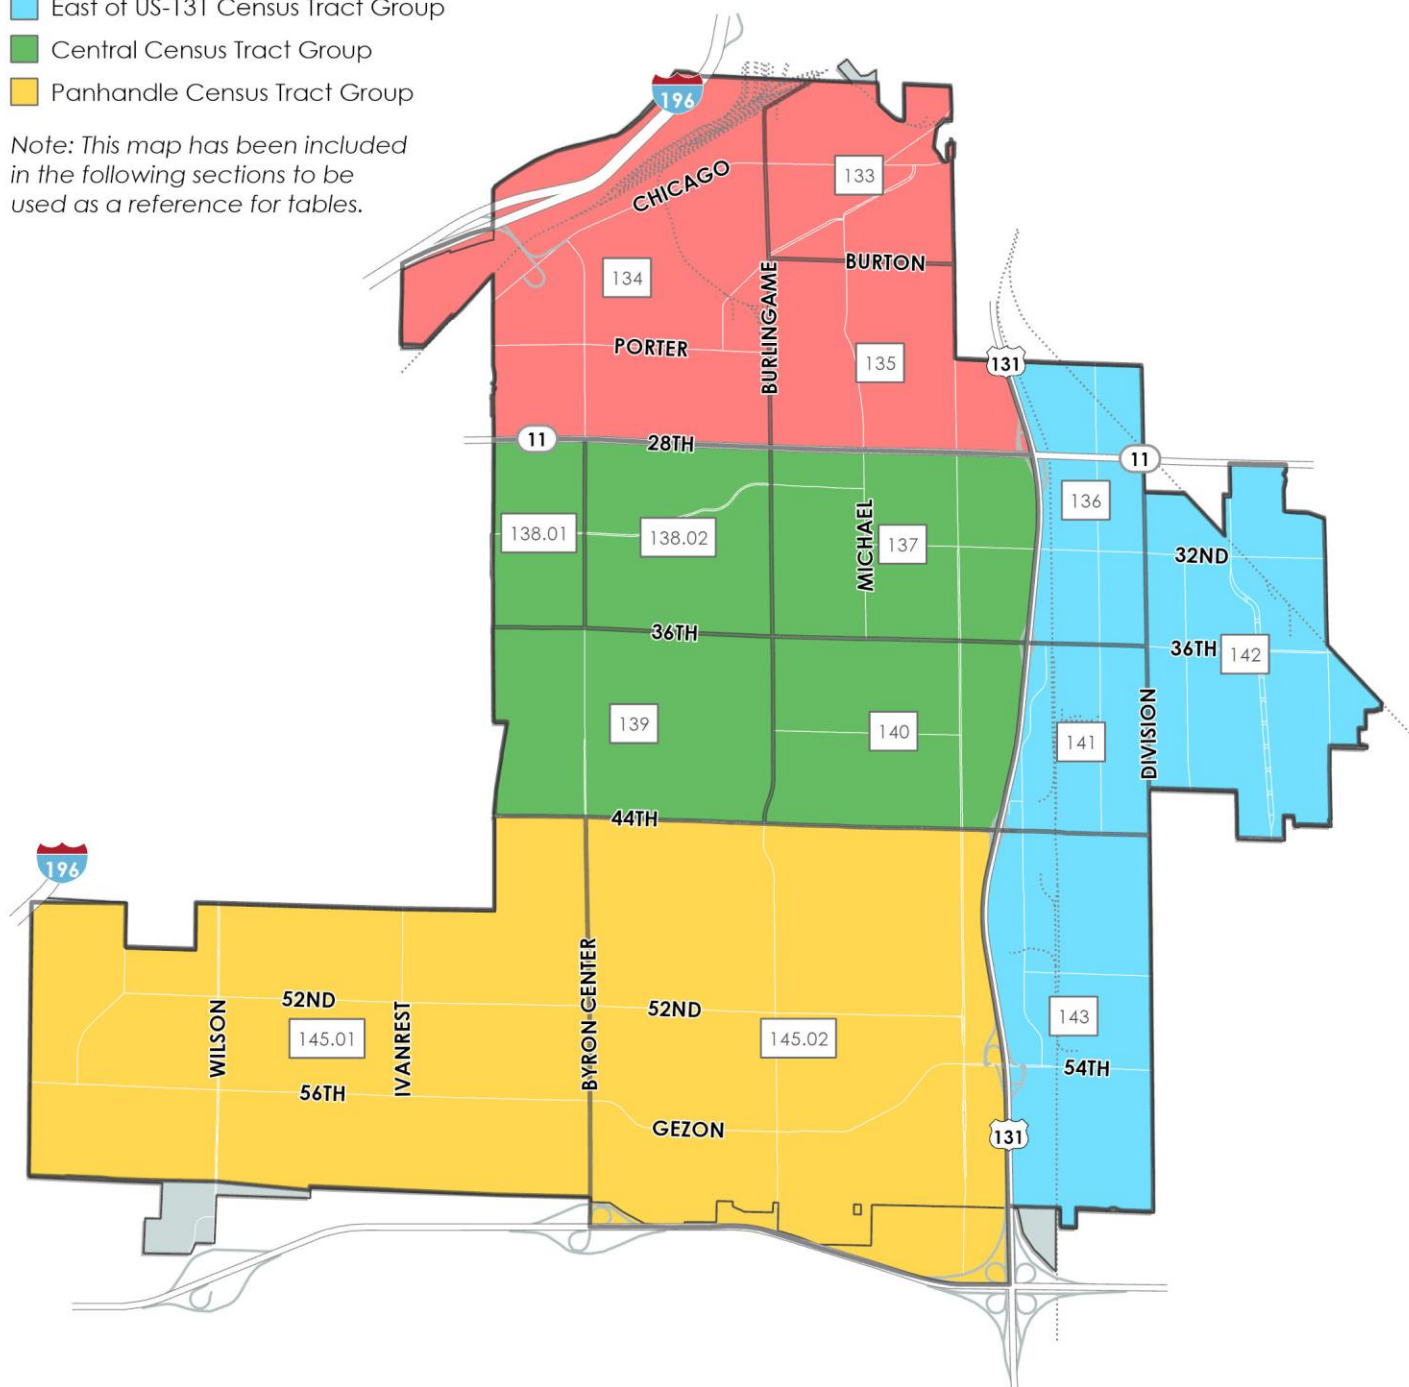 East of US-131 Census Tract Group
Central Census Tract Group
Panhandle Census Tract Group
Note: This map has been included
in the following sections to be
used as a reference for tables.
196
CHICAGO
133
BURTON
134
BURLINGAME
PORTER
135
131
11
28TH
11
136
138.01
138.02
MICHAEL
137
32ND
36TH
36TH
142
139
140
141
DIVISION
44TH
196
WILSON
52ND
IVANREST
145.01
BYRON CENTER
52ND
145.02
143
54TH
56TH
GEZON
131